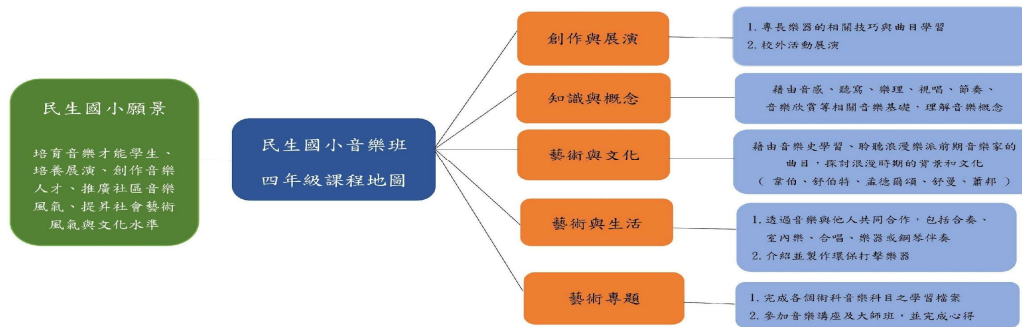 民生國小願景
培育音樂才能學生、
培養展演、創作音樂
人才、推廣社區音樂
風氣、提昇社會藝術
風氣與文化水準
民生國小音樂班
四年級課程地圖
創作與展演
1. 專長樂器的相關技巧與曲目學習
2. 校外活動展演
知識與概念
藉由音感、聽寫、樂理、視唱、節奏、
音樂欣賞等相關音樂基礎，理解音樂概念
藝術與文化
藉由音樂史學習、聆聽浪漫樂派前期音樂家的
曲目，探討浪漫時期的背景和文化
（韋伯、舒伯特、孟德爾頌、舒曼、蕭邦）
藝術與生活
1. 透過音樂與他人共同合作，包括合奏、
室內樂、合唱、樂器或鋼琴伴奏
2. 介紹並製作環保打擊樂器
藝術專題
1. 完成各個術科音樂科目之學習檔案
2. 參加音樂講座及大師班，並完成心得